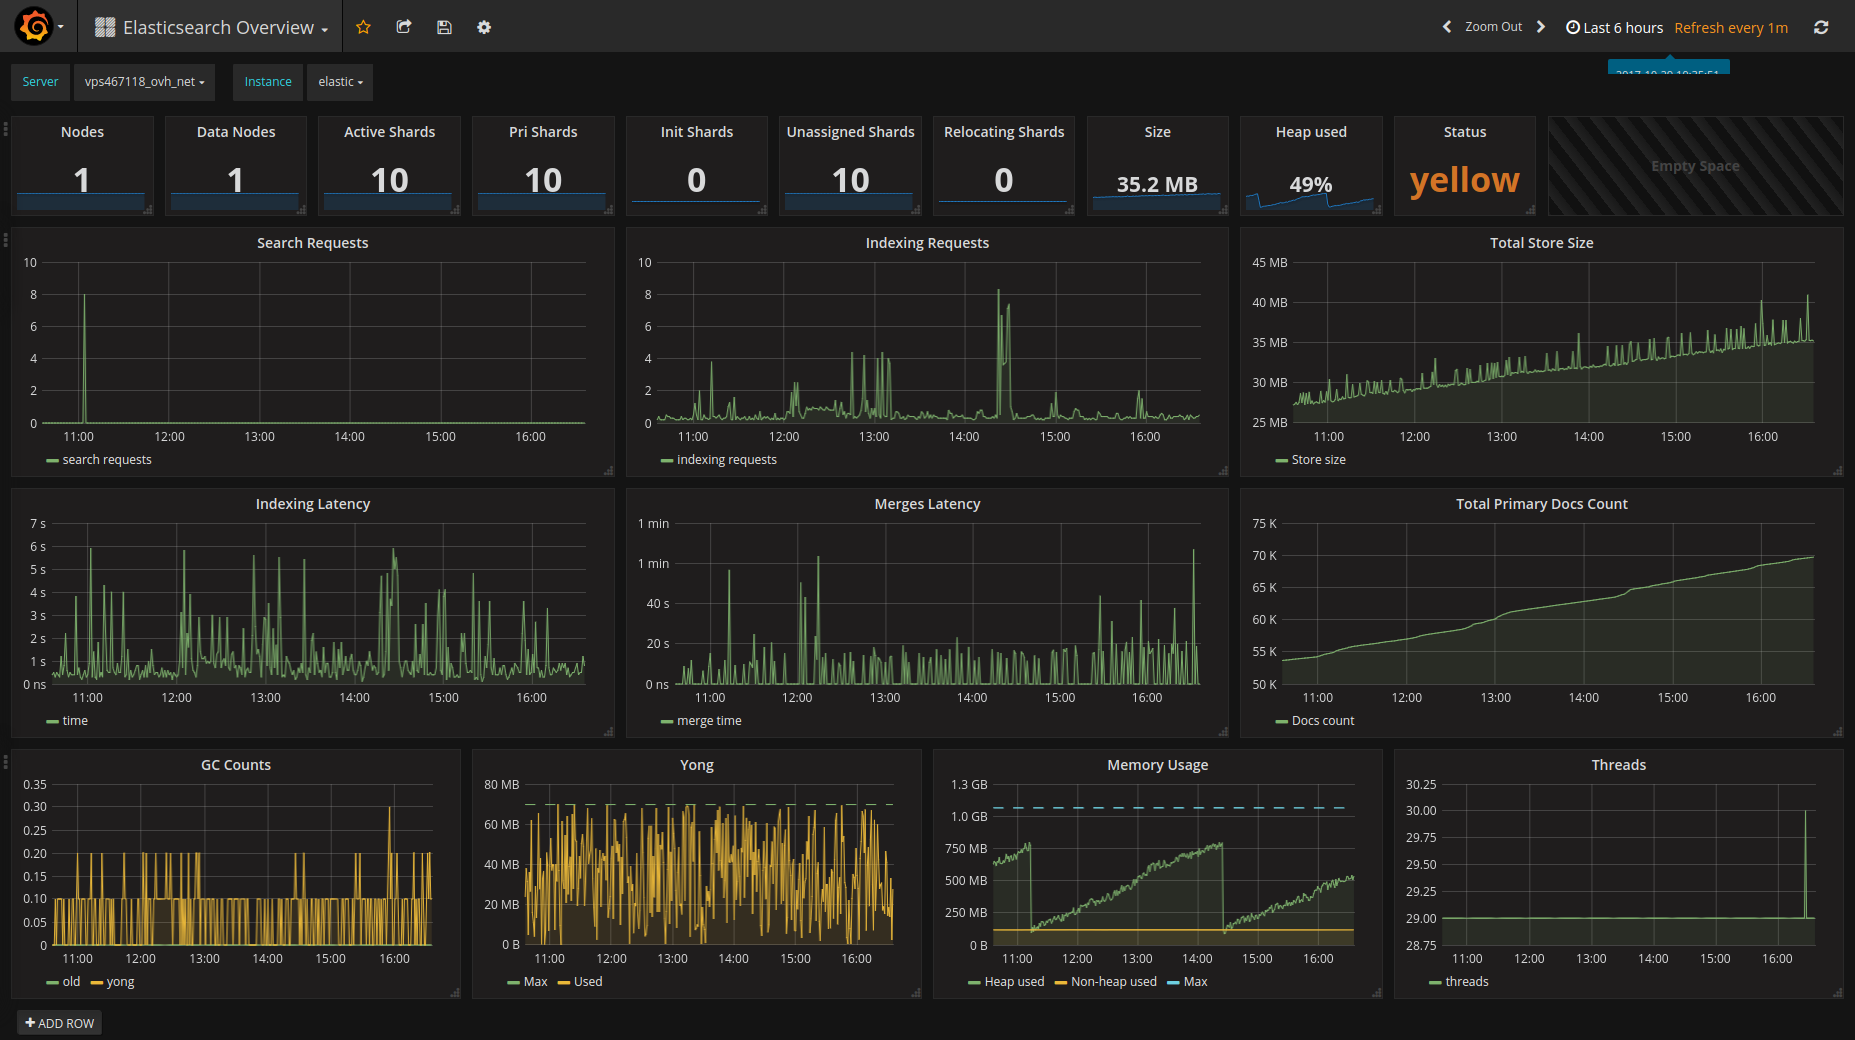 Elasticsearch Overview
Zoom Out
Last 6 hours Refresh every 1m
Server vps467118_ovh_net Instance elastic
Nodes
1
Data Nodes
1
Active Shards
10
Pri Shards
10
Init Shards
0
Unassigned Shards
10
Relocating Shards
0
Size
35.2 MB
Heap used
49%
Status
yellow
Empty Space
Search Requests
10
8
6
4
2
0
11:00 12:00 13:00 14:00 15:00 16:00
search requests
Indexing Requests
10
8
6
4
2
0
11:00 12:00 13:00 14:00 15:00 16:00
indexing requests
Total Store Size
45 MB
40 MB
35 MB
30 MB
25 MB
11:00 12:00 13:00 14:00 15:00 16:00
Store size
Indexing Latency
7 s
6 s
5 s
4 s
3 s
2 s
1 s
0 ns
11:00 12:00 13:00 14:00 15:00 16:00
time
Merges Latency
1 min
1 min
40 s
20 s
0 ns
11:00 12:00 13:00 14:00 15:00 16:00
merge time
Total Primary Docs Count
75 K
70 K
65 K
60 K
55 K
50 K
11:00 12:00 13:00 14:00 15:00 16:00
Docs count
GC Counts
0.35
0.30
0.25
0.20
0.15
0.10
0.05
0
11:00 12:00 13:00 14:00 15:00 16:00
old yong
Yong
80 MB
60 MB
40 MB
20 MB
0 B
11:00 12:00 13:00 14:00 15:00 16:00
Max Used
Memory Usage
1.3 GB
1.0 GB
750 MB
500 MB
250 MB
0 B
11:00 12:00 13:00 14:00 15:00 16:00
Heap used Non-heap used Max
Threads
30.25
30.00
29.75
29.50
29.25
29.00
28.75
11:00 12:00 13:00 14:00 15:00 16:00
threads
ADD ROW